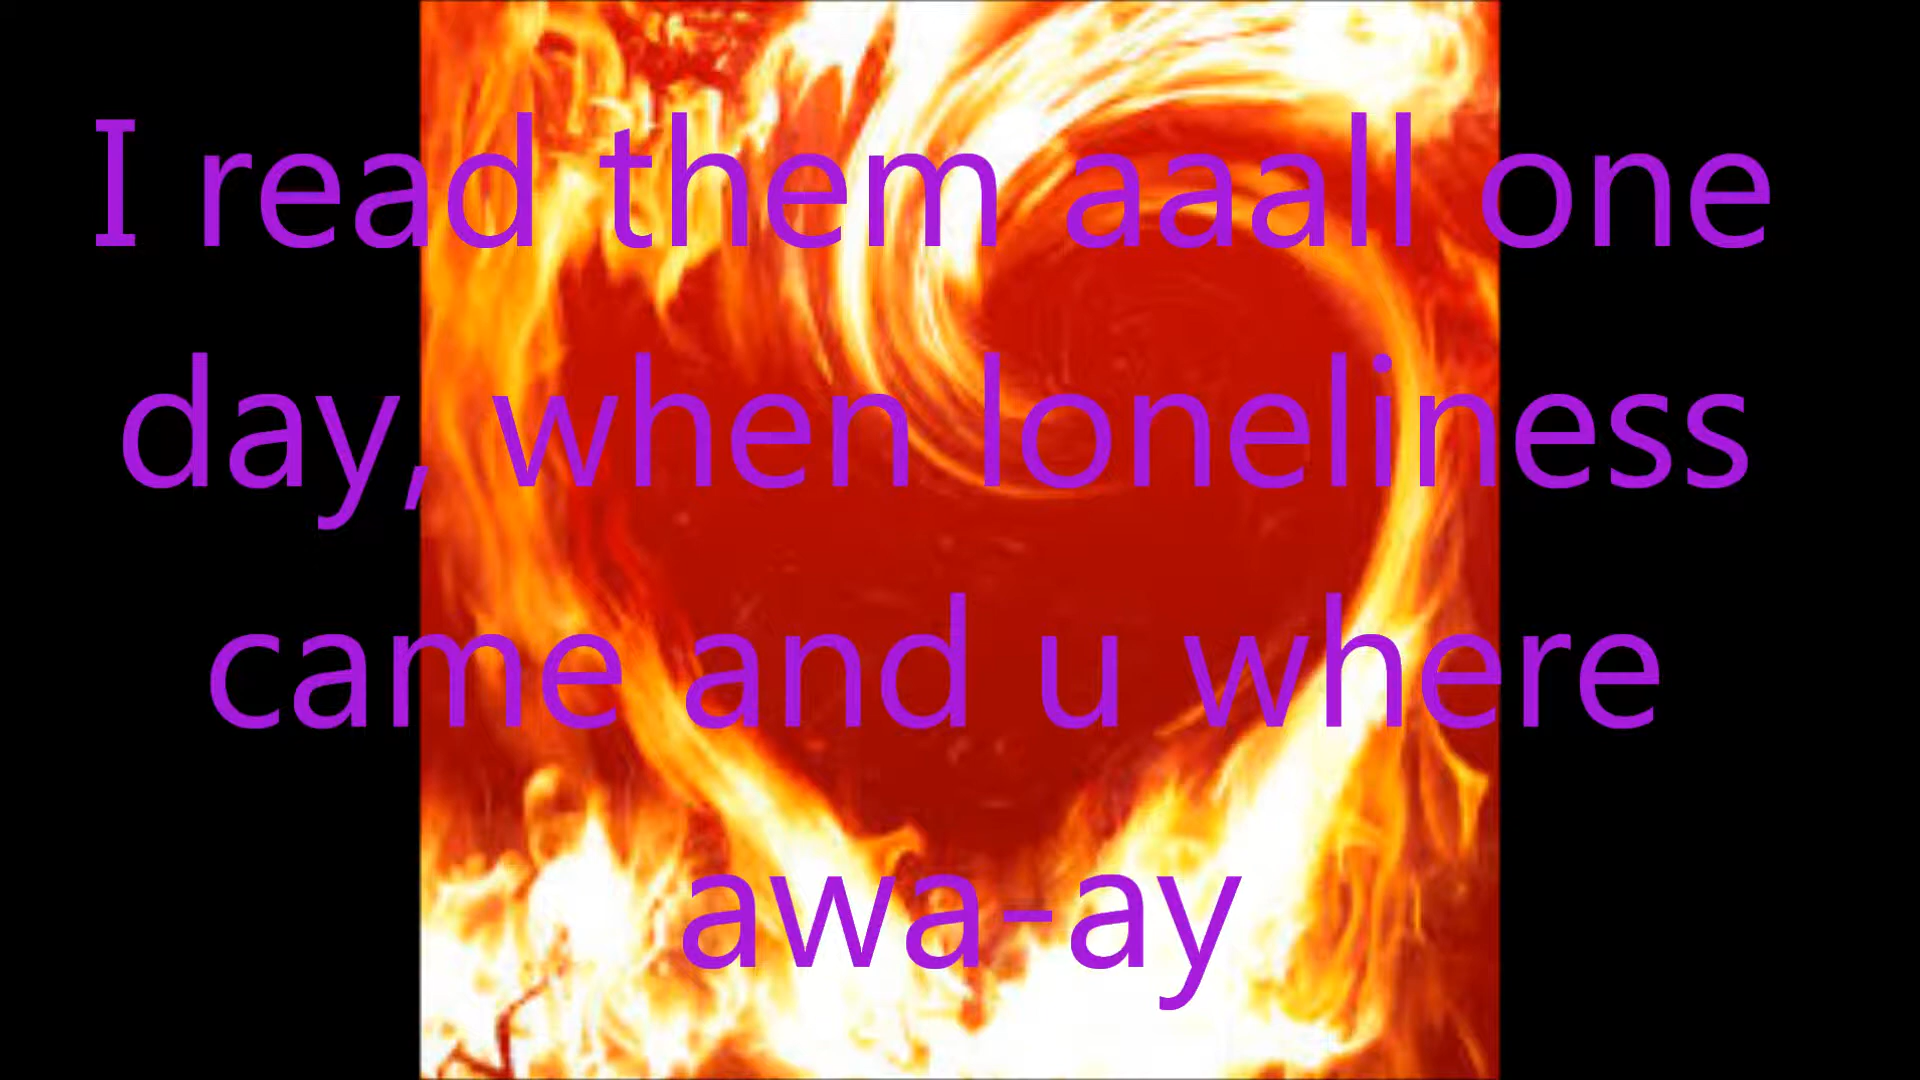 I read them aaall one
day, when loneliness
came and u where
awa-ay